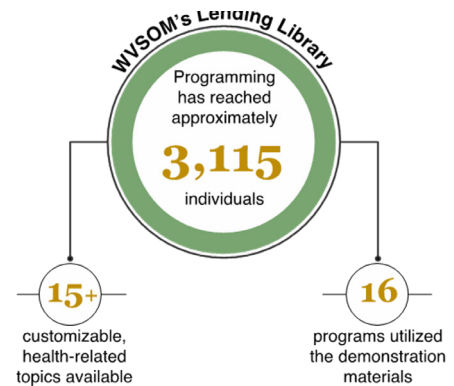 WVSOM's Lending Library
Programming
has reached
approximately
3,115
individuals
15+
customizable,
health-related
topics available
16
programs utilized
the demonstration
materials